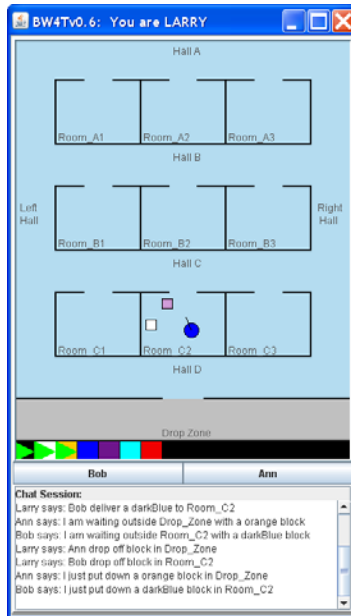 BW4Tv0.6: You are LARRY
Hall A
Room_A1 Room_A2 Room_A3
Hall B
Left Hall
Right Hall
Room_B1 Room_B2 Room_B3
Hall C
Room_C1 Room_C2 Room_C3
Hall D
Drop Zone
Bob Ann
Chat Session:
Larry says: Bob deliver a darkBlue to Room_C2
Ann says: I am waiting outside Drop_Zone with a orange block
Bob says: I am waiting outside Room_C2 with a darkBlue block
Larry says: Ann drop off block in Drop_Zone
Larry says: Bob drop off block in Room_C2
Ann says: I just put down a orange block in Drop_Zone
Bob says: I just put down a darkBlue block in Room_C2